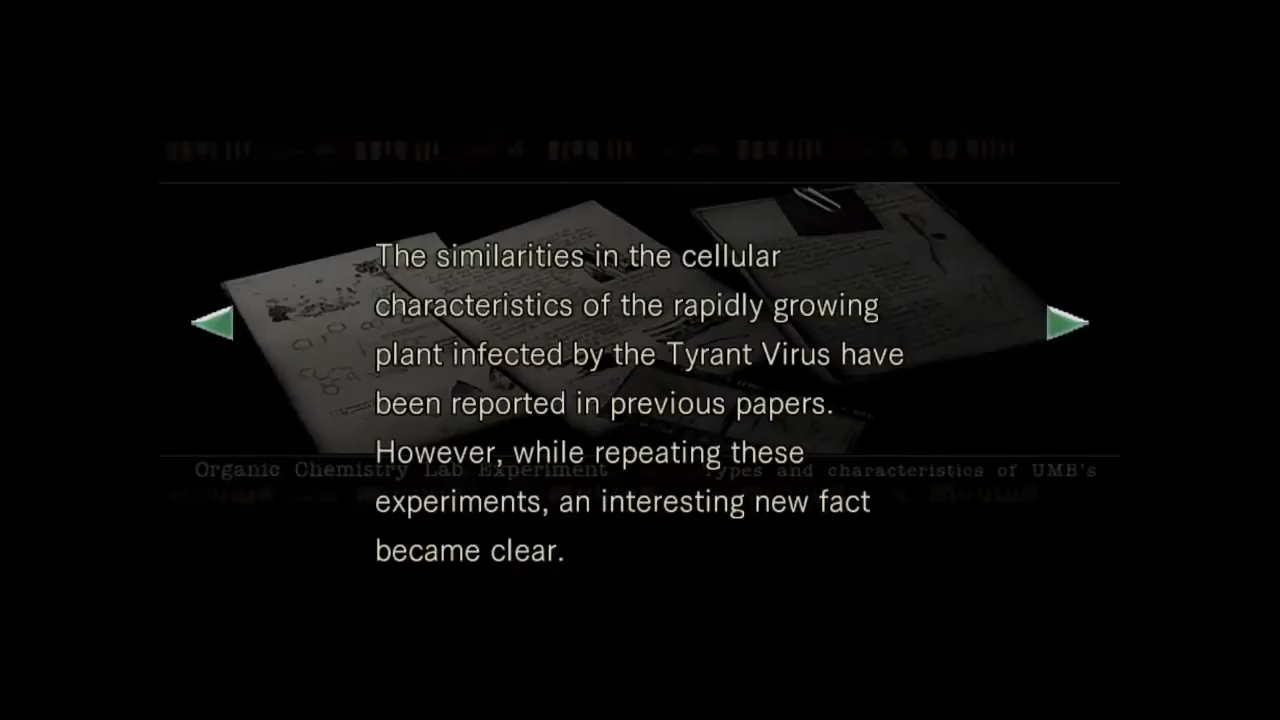 The similarities in the cellular
characteristics of the rapidly growing
plant infected by the Tyrant Virus have
been reported in previous papers.
However, while repeating these
Organic Chemistry Lab Experiment
Types and characteristics of UMB's
experiments, an interesting new fact
became clear.